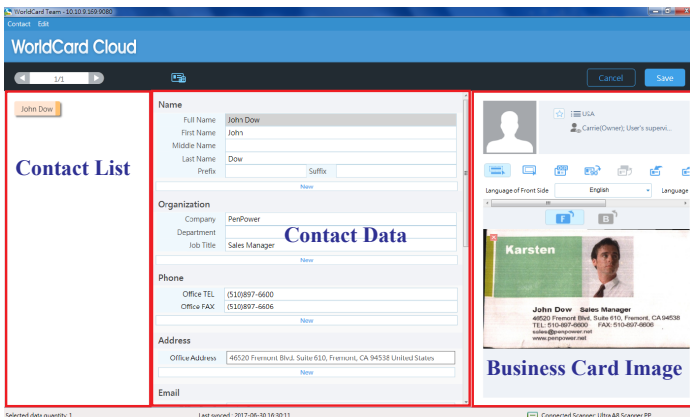 WorldCard Team - 10.10.9.169:9080
Contact Edit
WorldCard Cloud
1/1
Cancel
Save
John Dow
Contact List
Name
Full Name John Dow
First Name John
Middle Name
Last Name Dow
Prefix Suffix
New
Organization
Company PenPower
Department
Job Title Sales Manager
Contact Data
New
Phone
Office TEL (510)897-6600
Office FAX (510)897-6606
New
Address
Office Address 46520 Fremont Blvd. Suite 610, Fremont, CA 94538 United States
New
Email
USA
Carrie(Owner); User's supervi...
Language of Front Side English Language
F B
Karsten
John Dow Sales Manager
46520 Fremont Blvd. Suite 610, Fremont, CA 94538
TEL: 510-897-6600 FAX: 510-897-6606
sales@penpower.net
www.penpower.net
Business Card Image
Selected data quantity: 1
Last synced : 2017-06-30 16:30:11
Connected Scanner: Ultra A8 Scanner PP